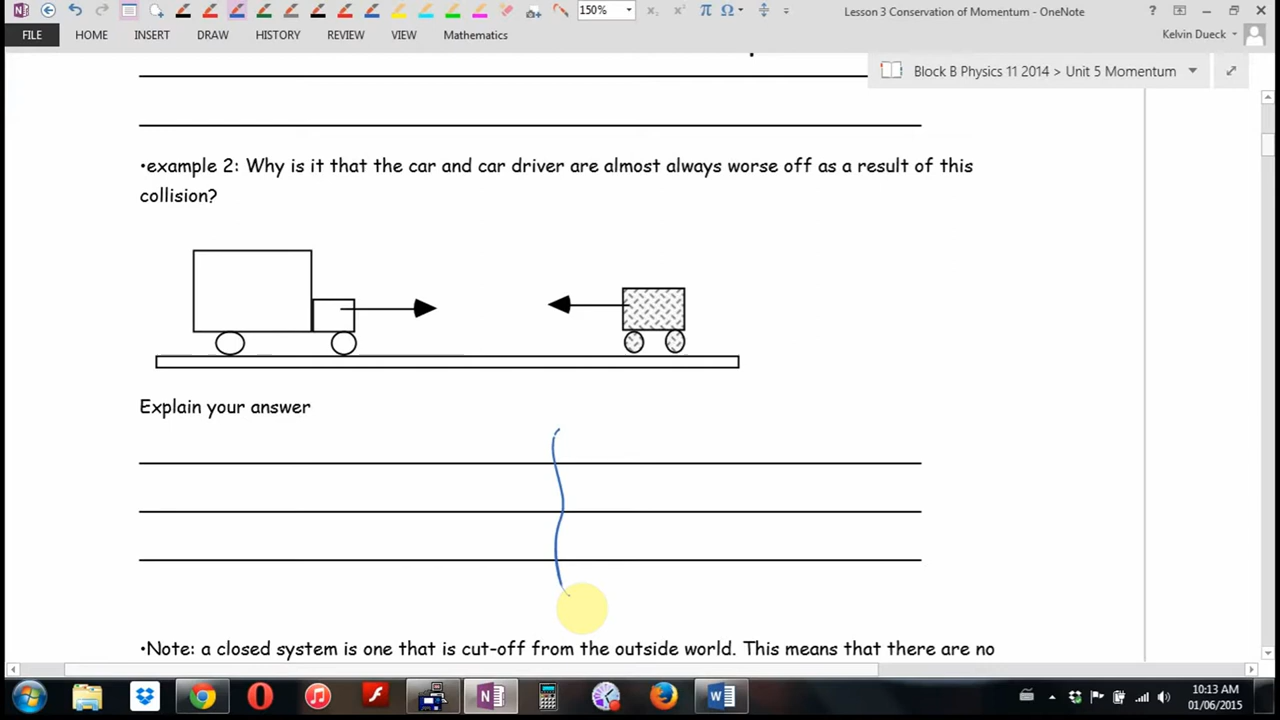 150%
π Ω
Lesson 3 Conservation of Momentum - OneNote
FILE HOME INSERT DRAW HISTORY REVIEW VIEW Mathematics
Kelvin Dueck
Block B Physics 11 2014 > Unit 5 Momentum
•example 2: Why is it that the car and car driver are almost always worse off as a result of this
collision?
Explain your answer
•Note: a closed system is one that is cut-off from the outside world. This means that there are no
10:13 AM
01/06/2015